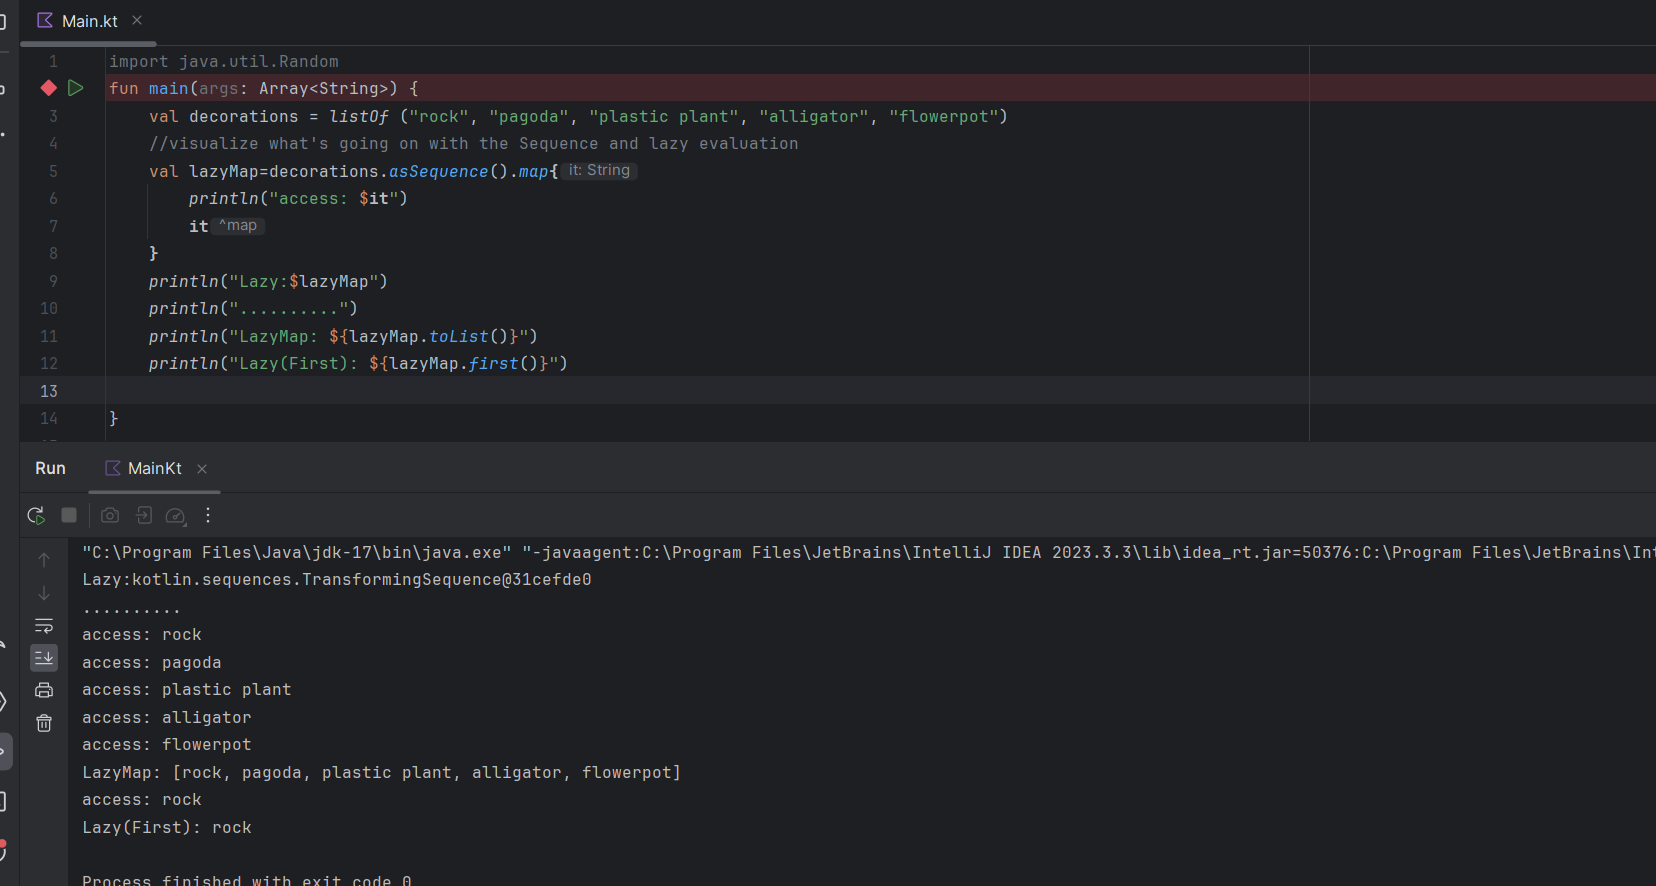 Main.kt
1 import java.util.Random
fun main(args: Array<String>) {
3 val decorations = listOf ("rock", "pagoda", "plastic plant", "alligator", "flowerpot")
4 //visualize what's going on with the Sequence and lazy evaluation
5 val lazyMap=decorations.asSequence().map{ it: String
6 println("access: $it")
7 it ^map
8 }
9 println("Lazy:$lazyMap")
10 println("..........")
11 println("LazyMap: ${lazyMap.toList()}")
12 println("Lazy(First): ${lazyMap.first()}")
13
14 }
Run MainKt
"C:\Program Files\Java\jdk-17\bin\java.exe" "-javaagent:C:\Program Files\JetBrains\IntelliJ IDEA 2023.3.3\lib\idea_rt.jar=50376:C:\Program Files\JetBrains\Int
Lazy:kotlin.sequences.TransformingSequence@31cefde0
..........
access: rock
access: pagoda
access: plastic plant
access: alligator
access: flowerpot
LazyMap: [rock, pagoda, plastic plant, alligator, flowerpot]
access: rock
Lazy(First): rock
Process finished with exit code 0